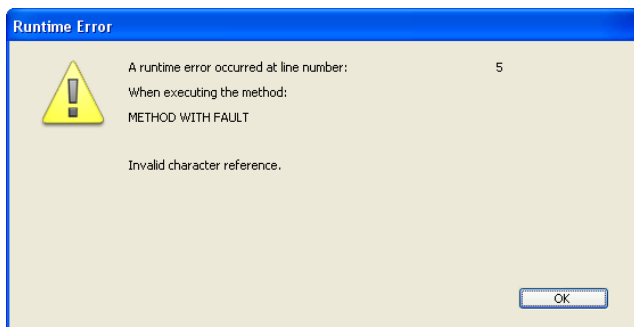 Runtime Error
A runtime error occurred at line number: 5
When executing the method:
METHOD WITH FAULT
Invalid character reference.
OK